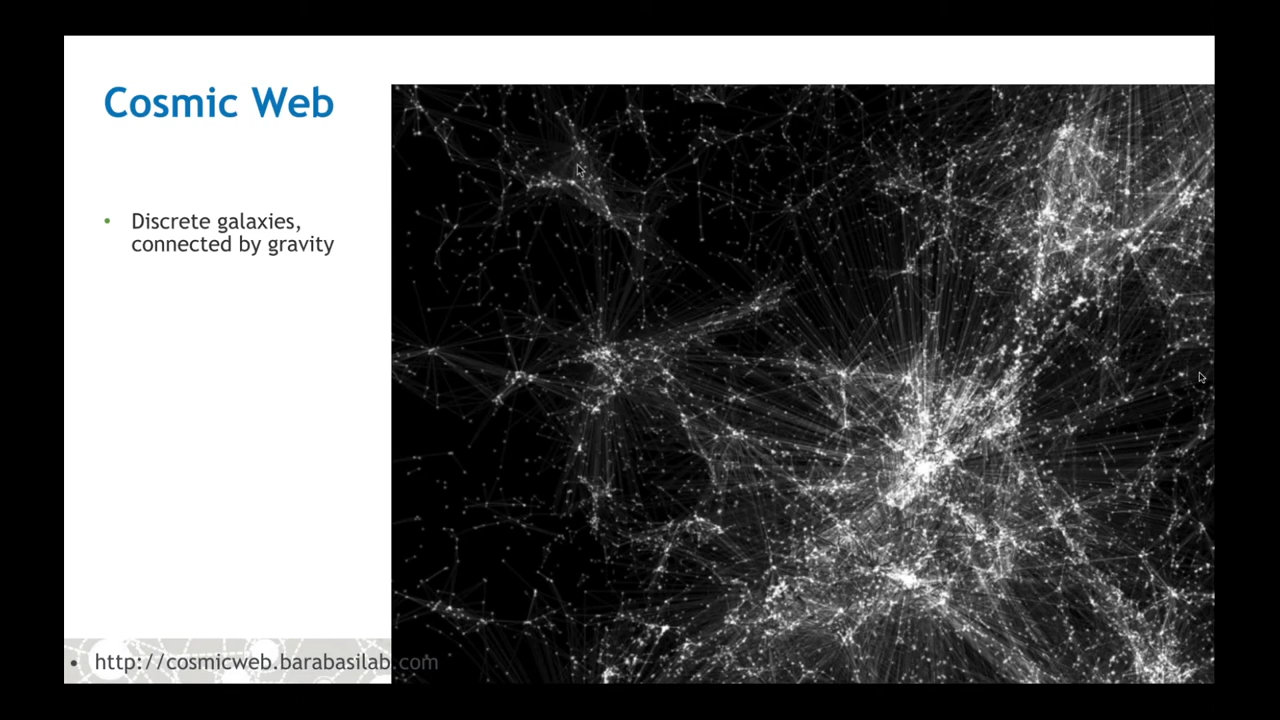 Cosmic Web
• Discrete galaxies,
connected by gravity
• http://cosmicweb.barabasilab.com